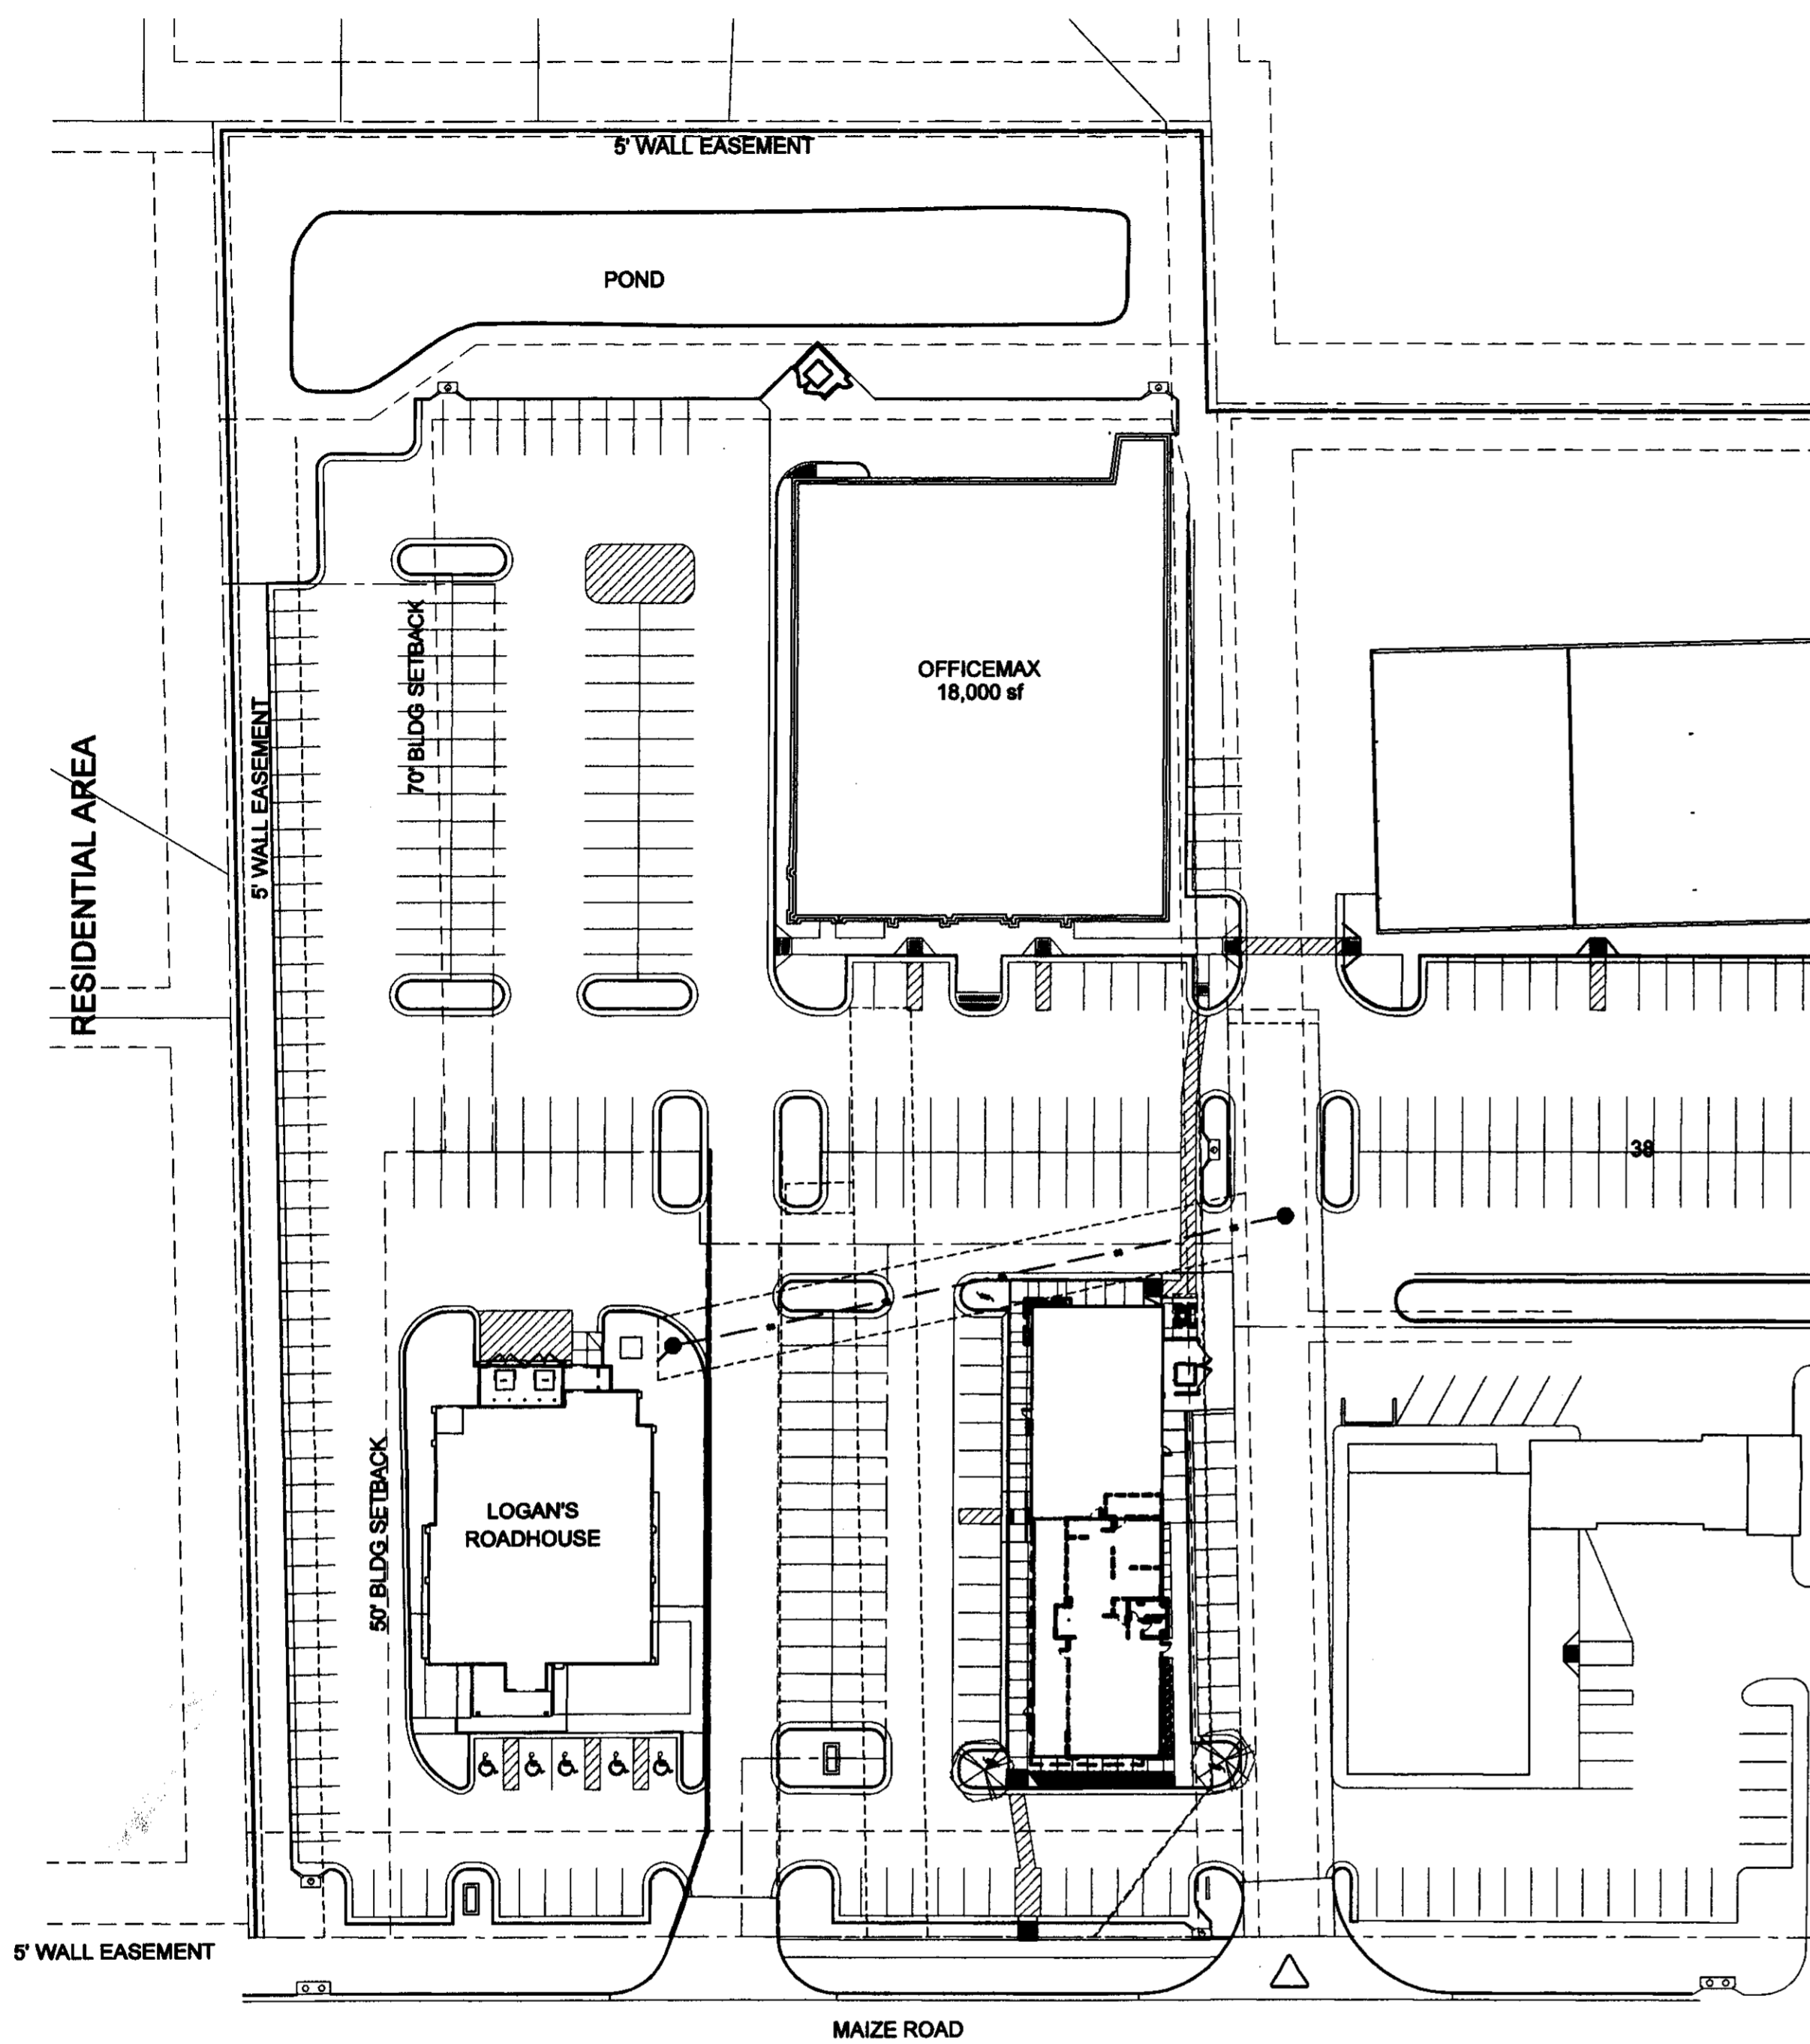 5' WALL EASEMENT
POND
OFFICEMAX
18,000 sf
70' BLDG SETBACK
5' WALL EASEMENT
RESIDENTIAL AREA
38
50' BLDG SETBACK
LOGAN'S
ROADHOUSE
5' WALL EASEMENT
MAIZE ROAD